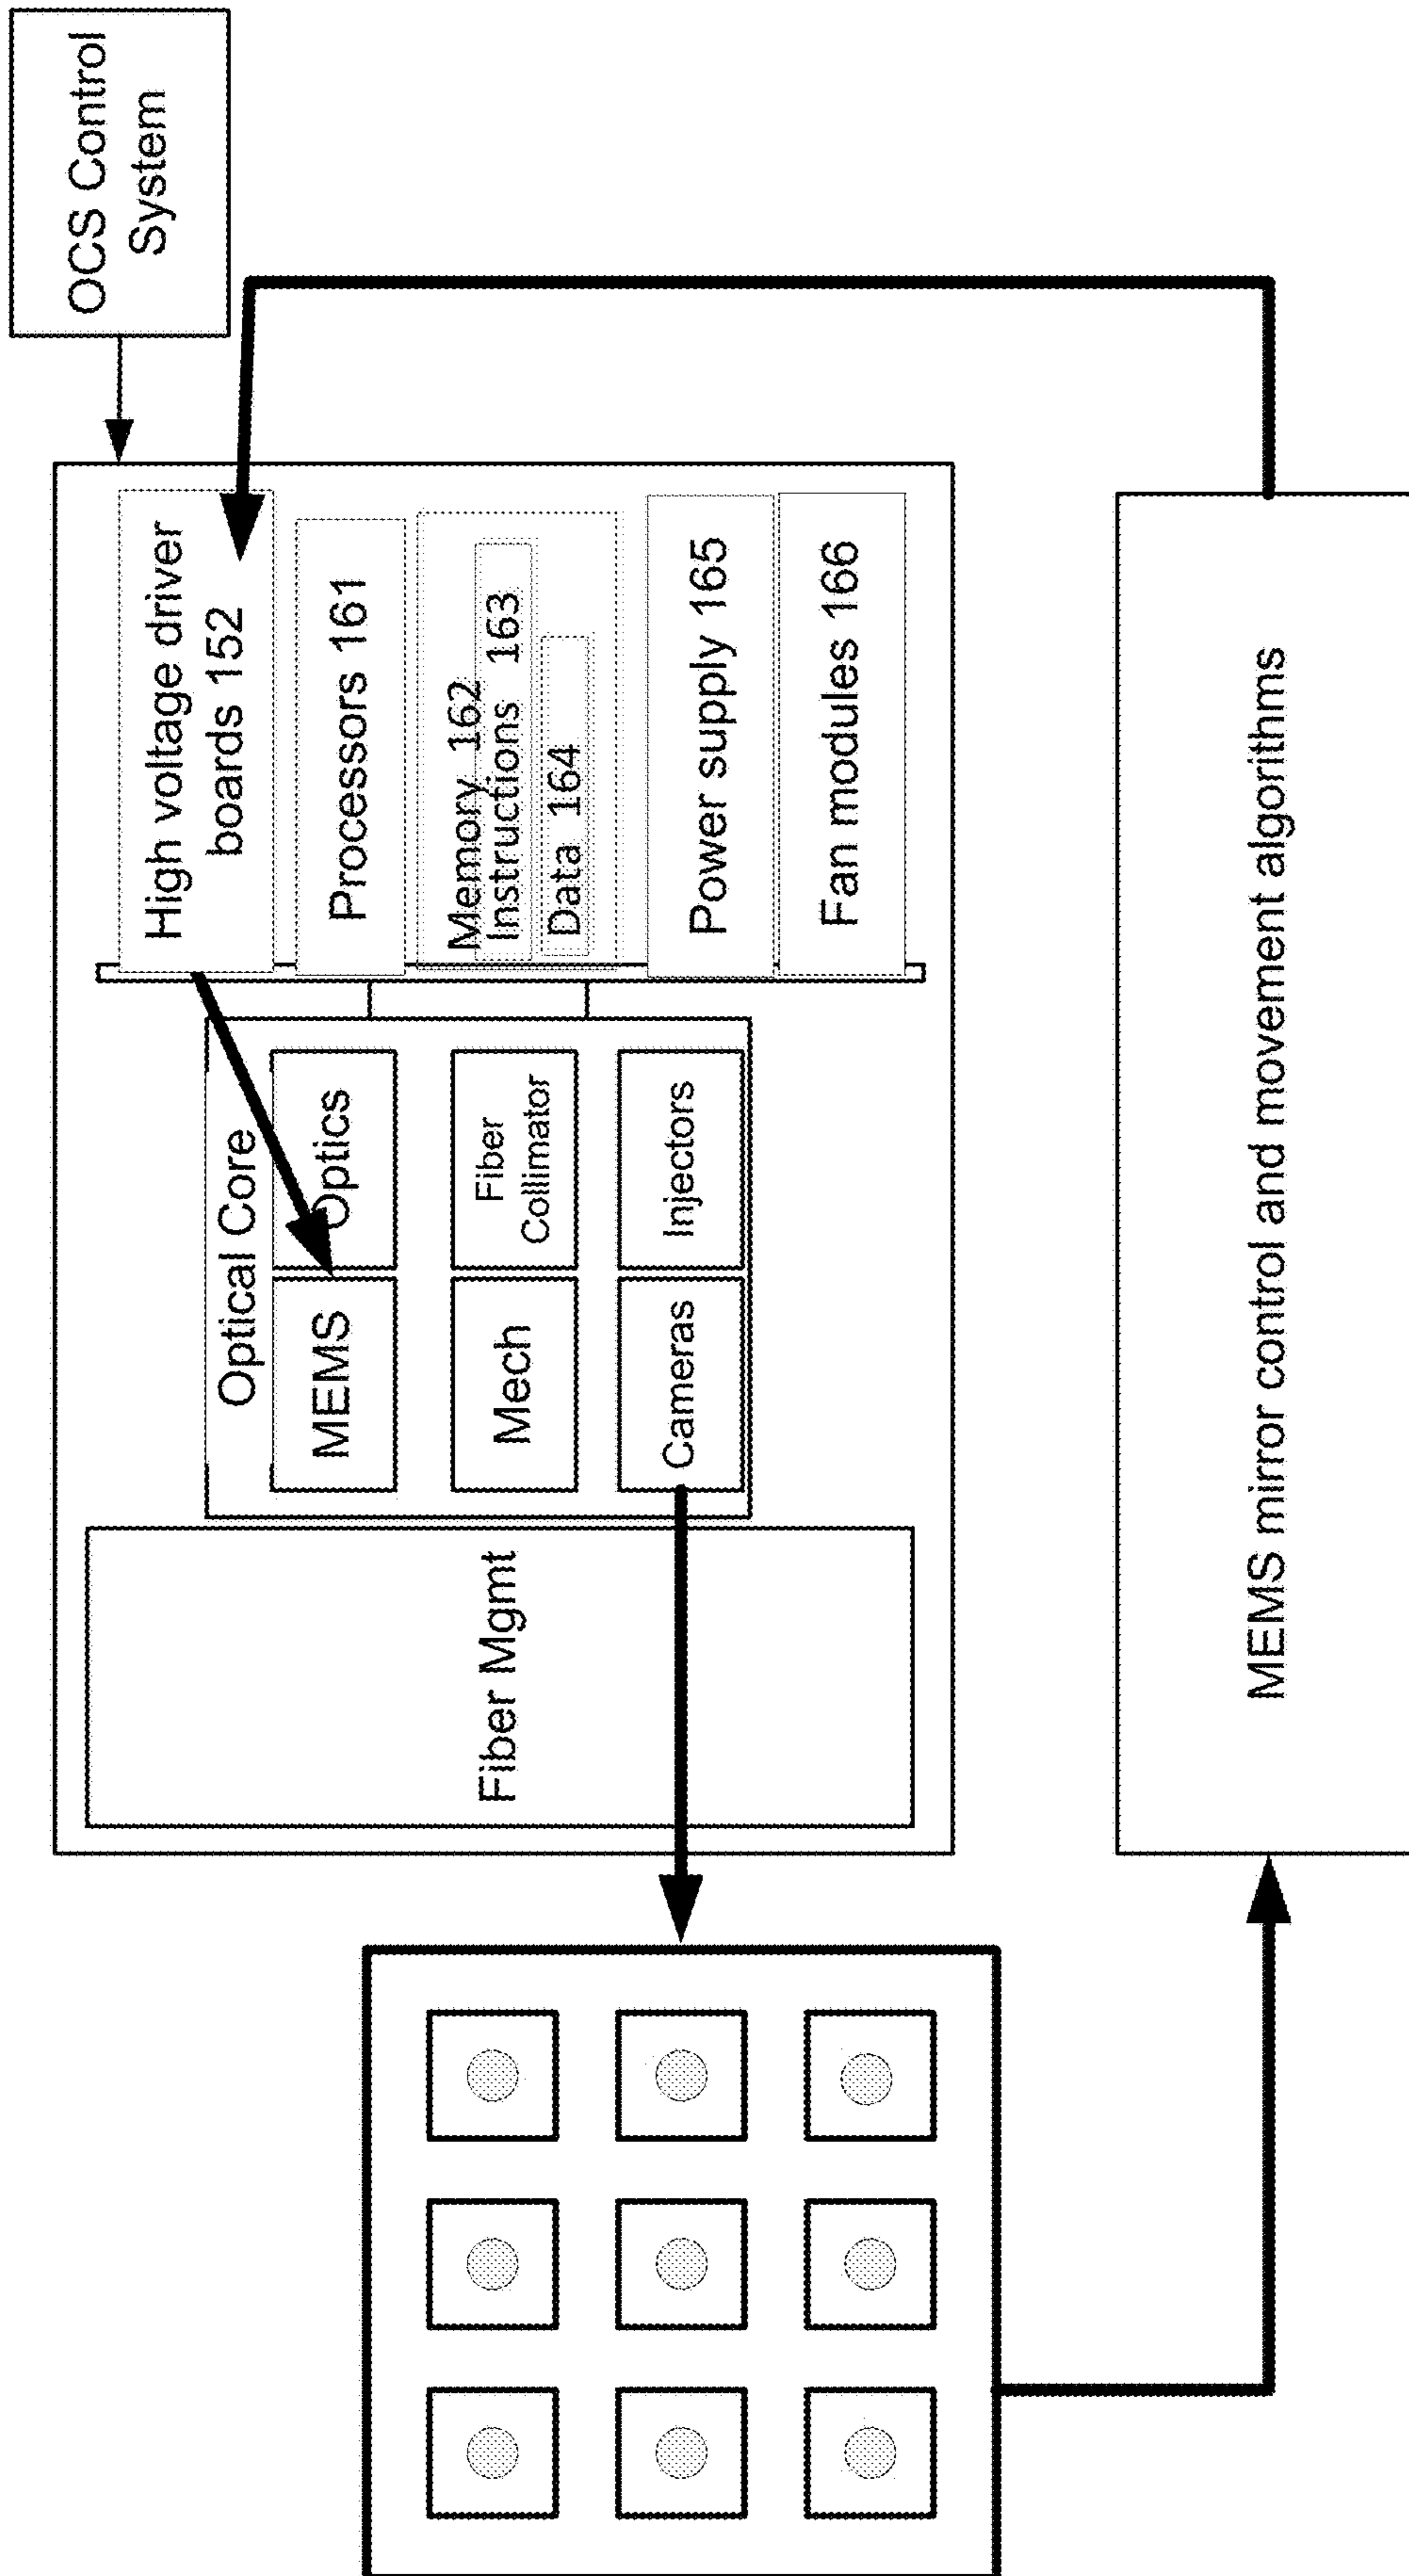 OCS Control
System
High voltage driver
boards 152
Processors 161
Memory 162
Instructions 163
Data 164
Power supply 165
Fan modules 166
Optical Core
MEMS
Optics
Mech
Fiber
Collimator
Cameras
Injectors
Fiber Mgmt
MEMS mirror control and movement algorithms